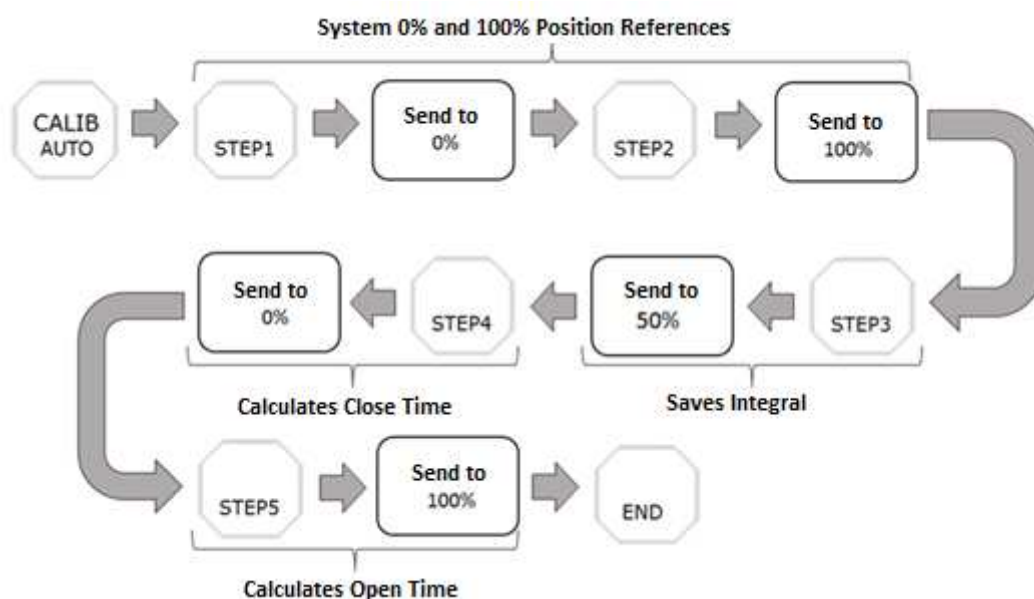 System 0% and 100% Position References
CALIB
AUTO
STEP1
Send to
0%
STEP2
Send to
100%
STEP3
Send to
50%
STEP4
Send to
0%
Saves Integral
Calculates Close Time
STEP5
Send to
100%
END
Calculates Open Time